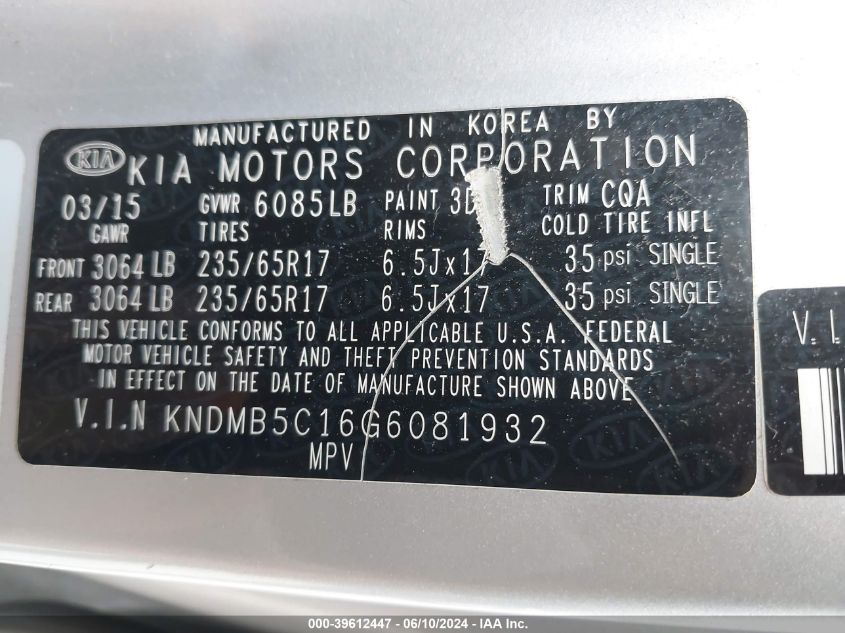 MANUFACTURED IN KOREA BY
KIA KIA MOTORS CORPORATION
03/15 GVWR 6085LB PAINT 3D TRIM CQA
GAWR TIRES RIMS COLD TIRE INFL
FRONT 3064 LB 235/65R17 6.5Jx17 35 psi SINGLE
REAR 3064 LB 235/65R17 6.5Jx17 35 psi SINGLE
THIS VEHICLE CONFORMS TO ALL APPLICABLE U.S.A. FEDERAL
MOTOR VEHICLE SAFETY AND THEFT PREVENTION STANDARDS
IN EFFECT ON THE DATE OF MANUFACTURE SHOWN ABOVE
V.I.N KNDMB5C16G6081932
MPV
V.I.
000-39612447 - 06/10/2024 - IAA Inc.